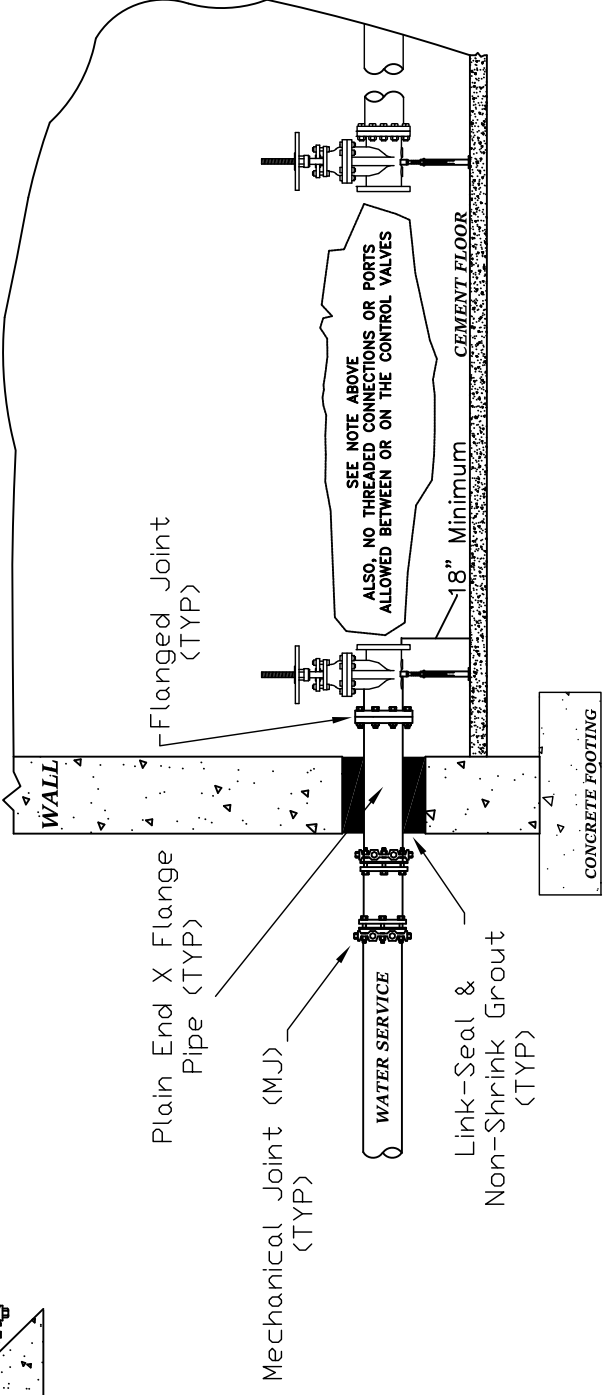 WALL
Flanged Joint
(TYP)
Plain End X Flange
Pipe (TYP)
Mechanical Joint (MJ)
(TYP)
WATER SERVICE
Link-Seal &
Non-Shrink Grout
(TYP)
SEE NOTE ABOVE
ALSO, NO THREADED CONNECTIONS OR PORTS
ALLOWED BETWEEN OR ON THE CONTROL VALVES
18" Minimum
CEMENT FLOOR
CONCRETE FOOTING